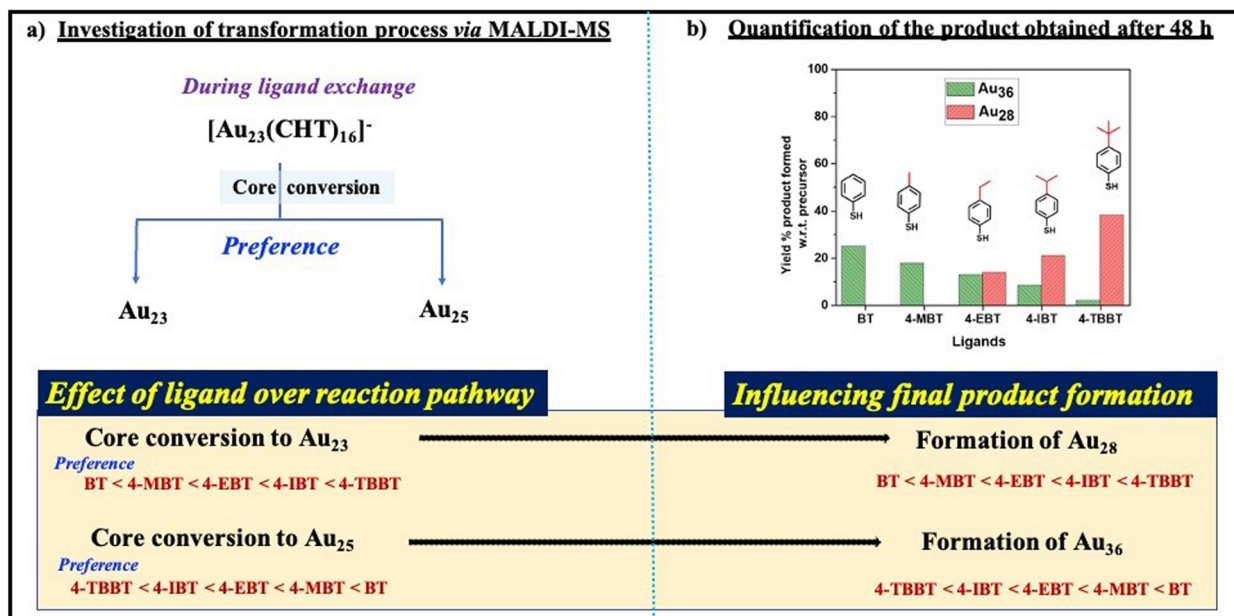 a) Investigation of transformation process via MALDI-MS
During ligand exchange
[Au23(CHT)16]-
Core conversion
Preference
Au23
Au25
b) Quantification of the product obtained after 48 h
Au36
Au28
100
80
60
40
20
0
Yield % product formed
w.r.t. precursor
SH
SH
SH
SH
SH
BT 4-MBT 4-EBT 4-IBT 4-TBBT
Ligands
Effect of ligand over reaction pathway
Influencing final product formation
Core conversion to Au23
Formation of Au28
Preference
BT < 4-MBT < 4-EBT < 4-IBT < 4-TBBT
BT < 4-MBT < 4-EBT < 4-IBT < 4-TBBT
Core conversion to Au25
Formation of Au36
Preference
4-TBBT < 4-IBT < 4-EBT < 4-MBT < BT
4-TBBT < 4-IBT < 4-EBT < 4-MBT < BT